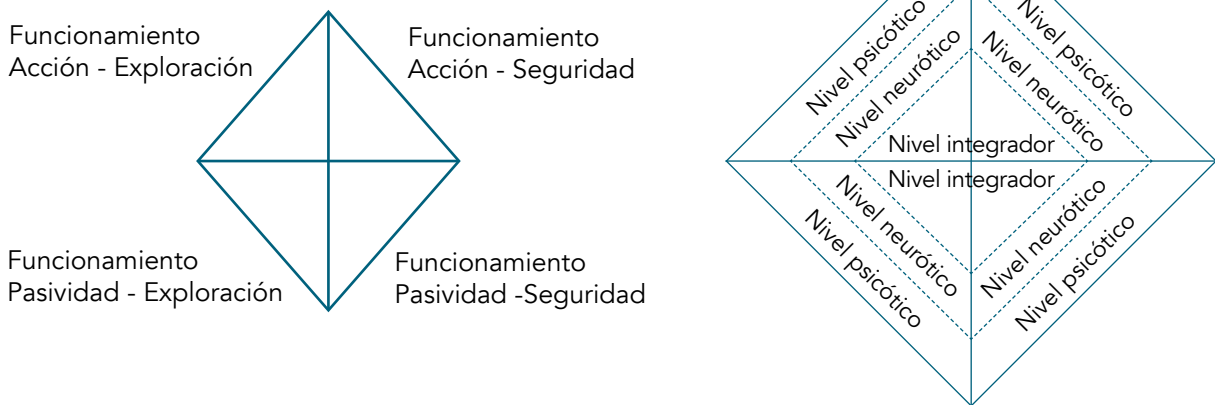 Funcionamiento
Acción - Exploración
Funcionamiento
Acción - Seguridad
Funcionamiento
Pasividad - Exploración
Funcionamiento
Pasividad -Seguridad
Nivel psicótico
Nivel neurótico
Nivel neurótico
Nivel psicótico
Nivel integrador
Nivel integrador
Nivel psicótico
Nivel neurótico
Nivel neurótico
Nivel psicótico